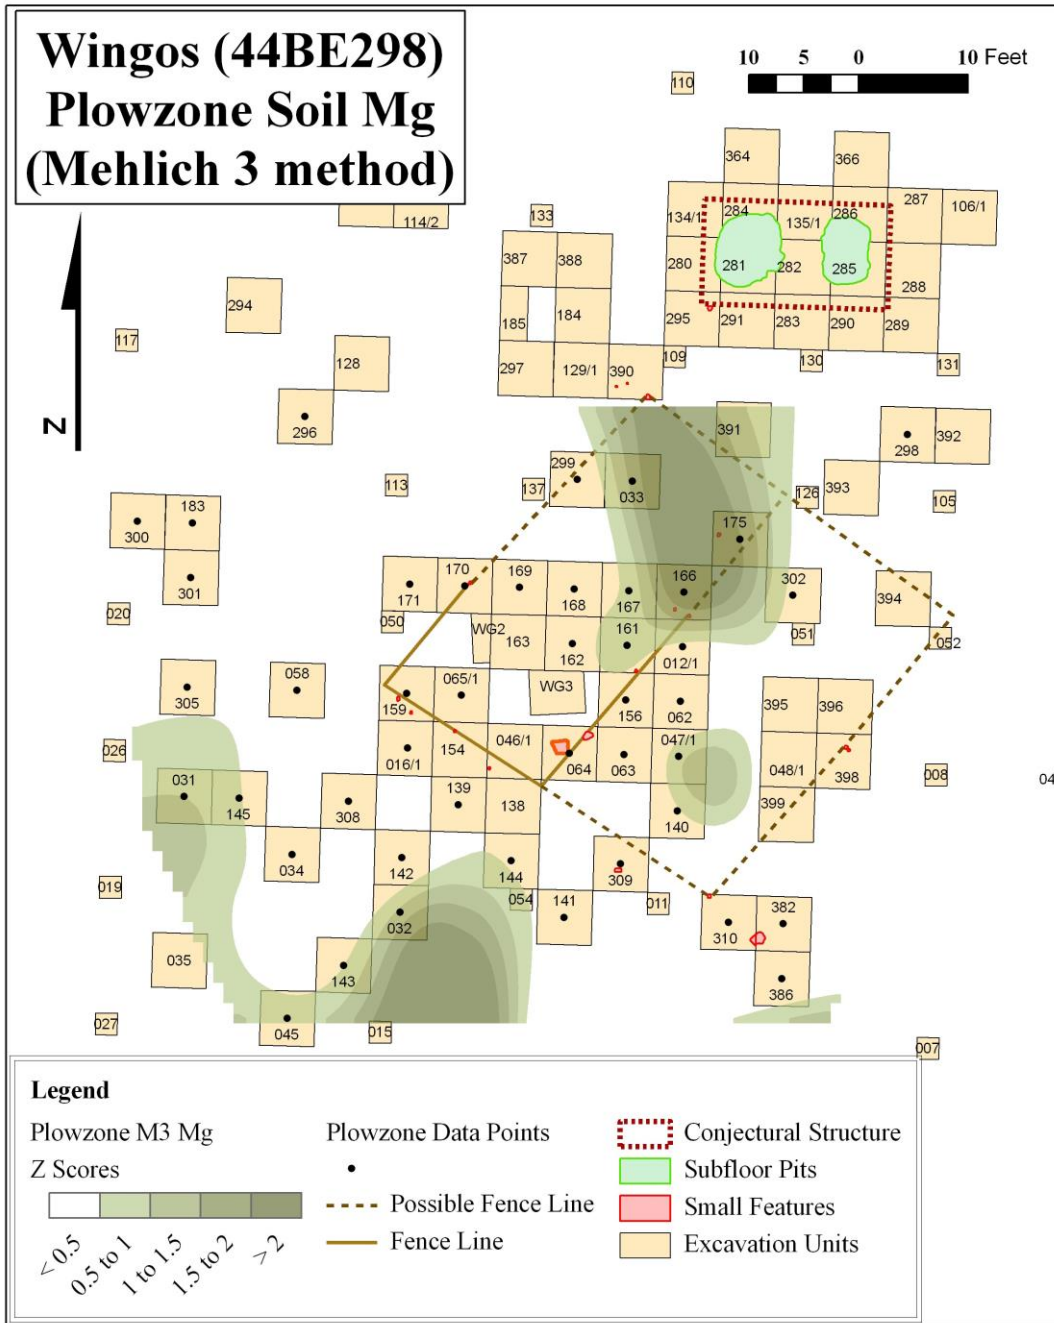 Wingos (44BE298)
Plowzone Soil Mg
(Mehlich 3 method)
10 5 0 10 Feet
110
364 366
114/2 133 134/1 284 135/1 286 287 106/1
387 388 280 281 282 285 288
294 185 184 295 291 283 290 289
117 128 297 129/1 390 109 130 131
N
296 391 298 392
299 033 113 137 126 393 105
300 183 175
301 171 170 169 168 167 166 302 394
020 050 WG2 163 162 161 012/1 051 052
305 058 159 065/1 WG3 156 062 395 396
026 016/1 154 046/1 064 063 047/1 048/1 398 008 04
031 145 308 139 138 140 399
034 142 144 309
019 032 054 141 011 310 382
035 143 386
027 045 015 007
Legend
Plowzone M3 Mg
Z Scores
< 0.5
0.5 to 1
1 to 1.5
1.5 to 2
> 2
Plowzone Data Points
Possible Fence Line
Fence Line
Conjectural Structure
Subfloor Pits
Small Features
Excavation Units